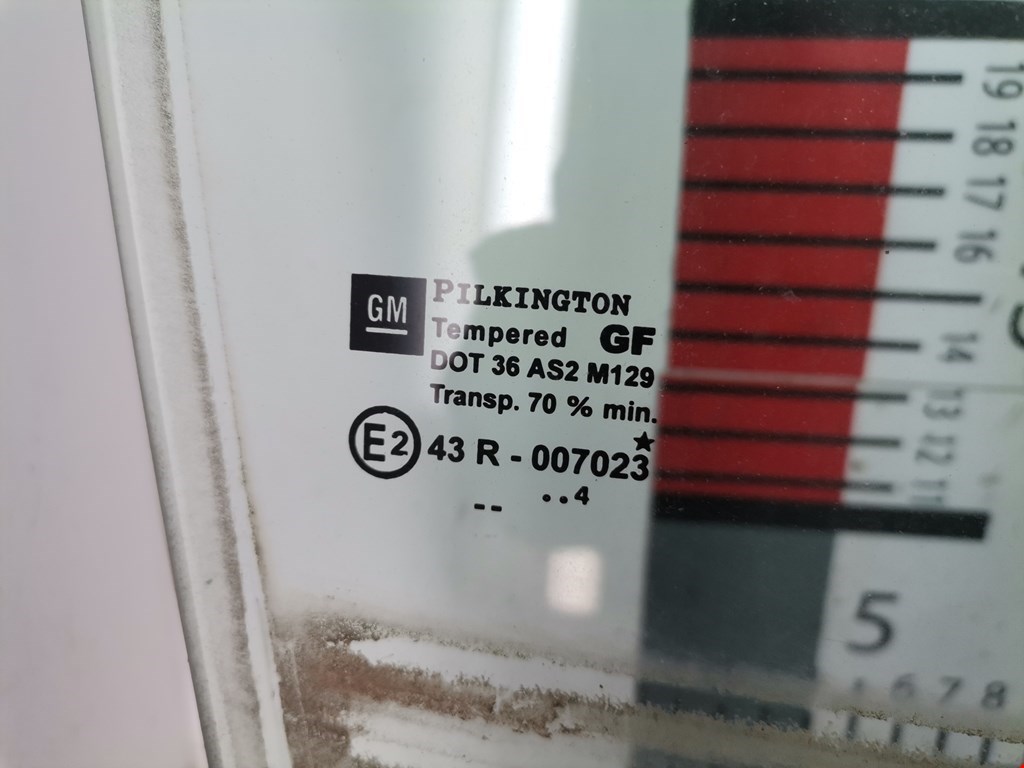 GM
PILKINGTON
Tempered GF
DOT 36 AS2 M129
Transp. 70 % min.
E2 43 R - 007023 ★
-- ..4
19
18
17
16
14
13
12
11
5
6 7 8